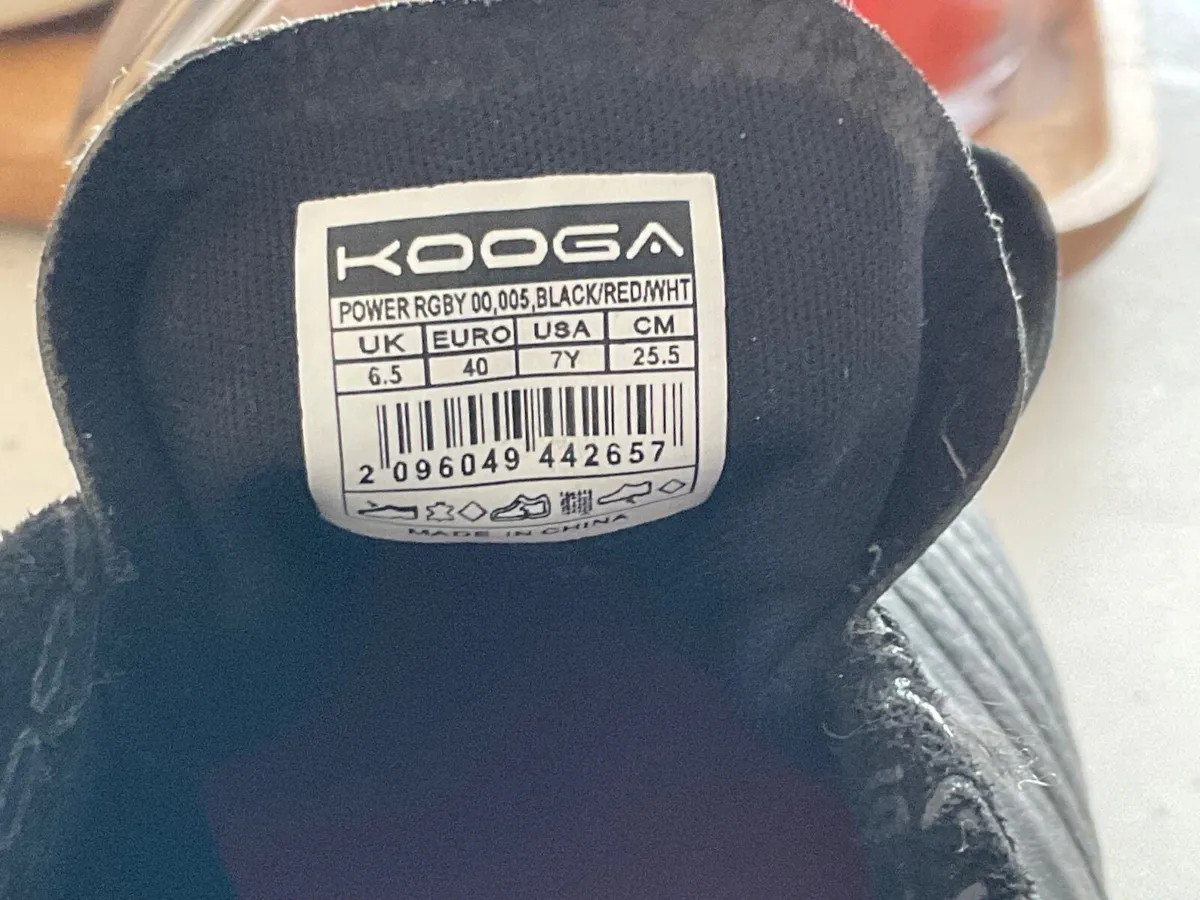 KOOGA
POWER RGBY 00,005,BLACK/RED/WHT
UK EURO USA CM
6.5 40 7Y 25.5
2 096049 442657
MADE IN CHINA